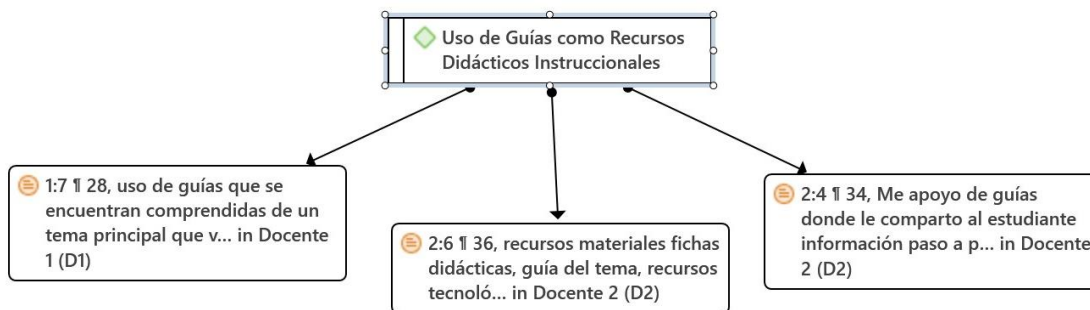 Uso de Guías como Recursos
Didácticos Instruccionales
1:7 ¶ 28, uso de guías que se
encuentran comprendidas de un
tema principal que v... in Docente
1 (D1)
2:6 ¶ 36, recursos materiales fichas
didácticas, guía del tema, recursos
tecnoló... in Docente 2 (D2)
2:4 ¶ 34, Me apoyo de guías
donde le comparto al estudiante
información paso a p... in Docente
2 (D2)